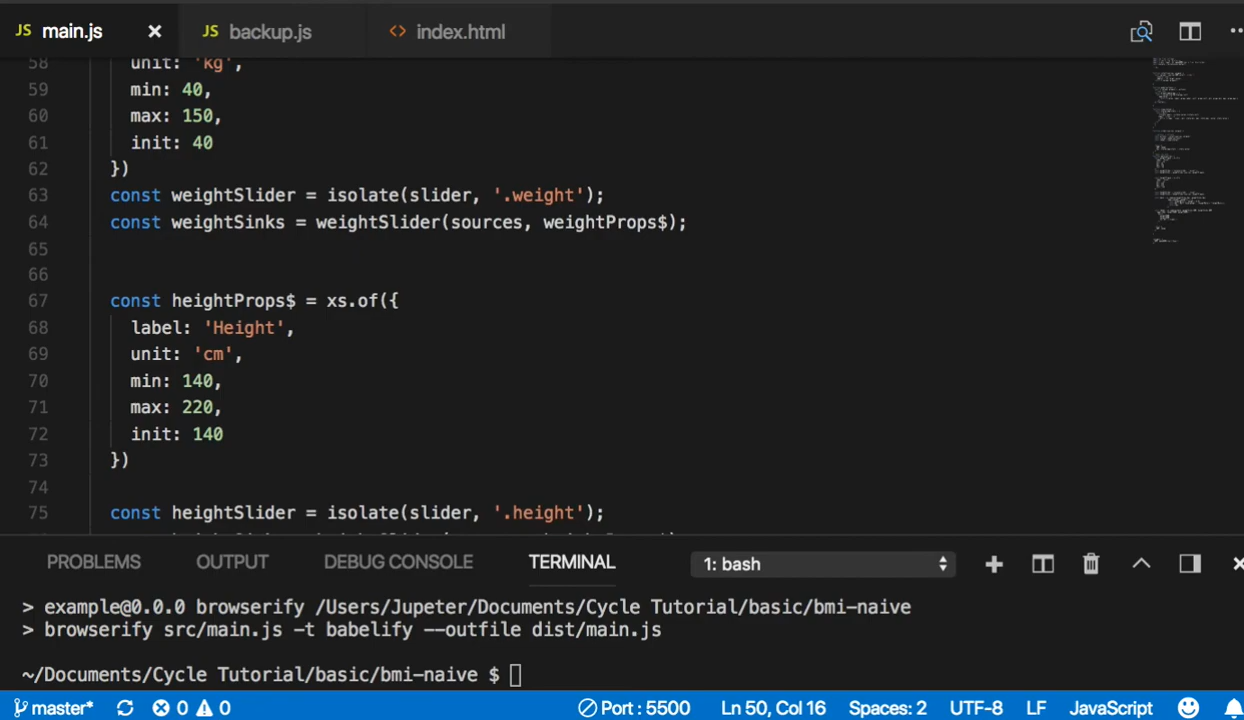 JS main.js × JS backup.js <> index.html
58 unit: 'kg',
59 min: 40,
60 max: 150,
61 init: 40
62 })
63 const weightSlider = isolate(slider, '.weight');
64 const weightSinks = weightSlider(sources, weightProps$);
65
66
67 const heightProps$ = xs.of({
68 label: 'Height',
69 unit: 'cm',
70 min: 140,
71 max: 220,
72 init: 140
73 })
74
75 const heightSlider = isolate(slider, '.height');
PROBLEMS OUTPUT DEBUG CONSOLE TERMINAL 1: bash
> example@0.0.0 browserify /Users/Jupeter/Documents/Cycle Tutorial/basic/bmi-naive
> browserify src/main.js -t babelify --outfile dist/main.js
~/Documents/Cycle Tutorial/basic/bmi-naive $
master* 0 0 Port : 5500 Ln 50, Col 16 Spaces: 2 UTF-8 LF JavaScript